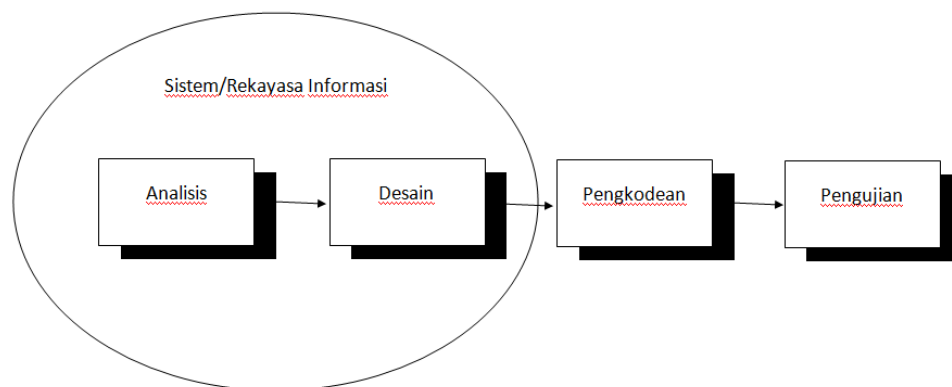 Sistem/Rekayasa Informasi
Analisis
Desain
Pengkodean
Pengujian